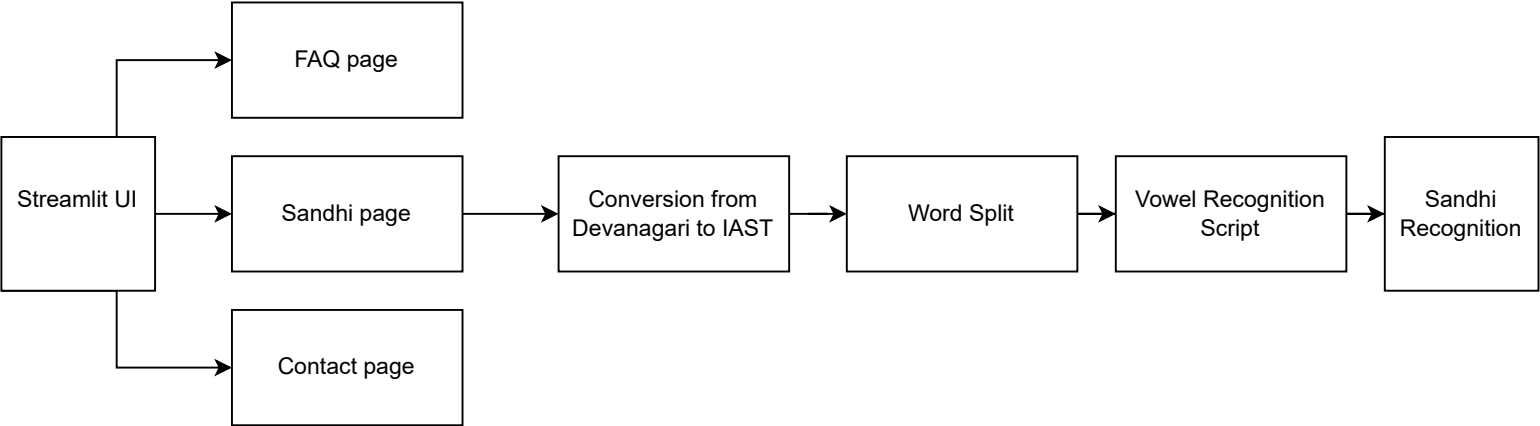 FAQ page
Streamlit UI
Sandhi page
Conversion from
Devanagari to IAST
Word Split
Vowel Recognition
Script
Sandhi
Recognition
Contact page